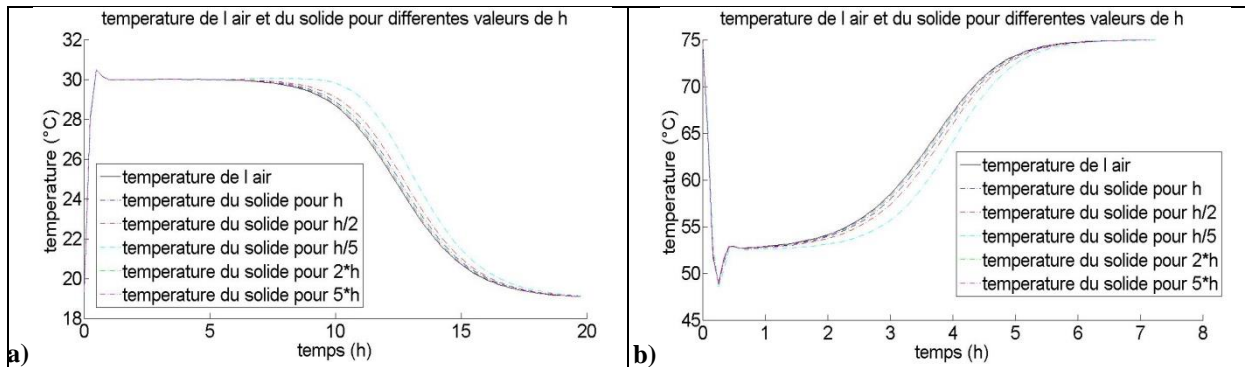 temperature de l air et du solide pour differentes valeurs de h
32
30
28
26
24
22
20
18
temperature (°C)
temperature de l air
temperature du solide pour h
temperature du solide pour h/2
temperature du solide pour h/5
temperature du solide pour 2*h
temperature du solide pour 5*h
0
5
10
15
20
temps (h)
a)
temperature de l air et du solide pour differentes valeurs de h
75
70
65
60
55
50
45
temperature (°C)
temperature de l air
temperature du solide pour h
temperature du solide pour h/2
temperature du solide pour h/5
temperature du solide pour 2*h
temperature du solide pour 5*h
0
1
2
3
4
5
6
7
8
temps (h)
b)